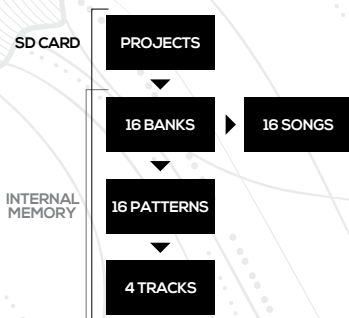 SD CARD
PROJECTS
16 BANKS
16 SONGS
INTERNAL
MEMORY
16 PATTERNS
4 TRACKS